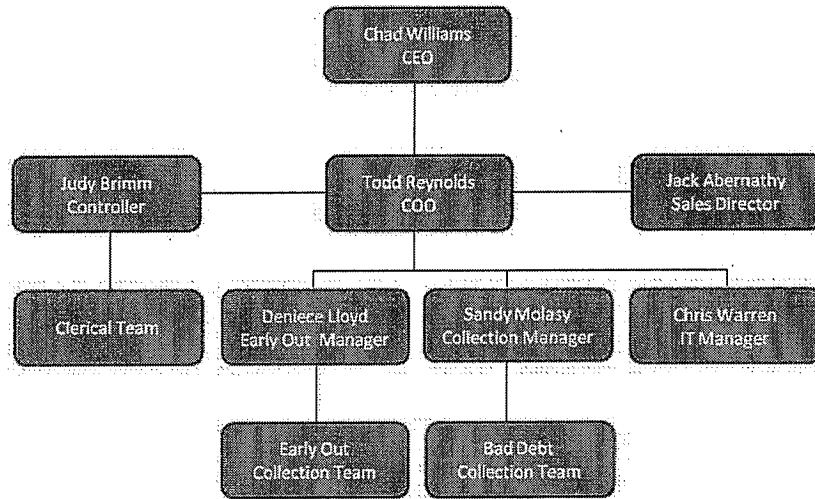 Chad Williams
CEO
Judy Brimm
Controller
Todd Reynolds
COO
Jack Abernathy
Sales Director
Clerical Team
Deniece Lloyd
Early Out Manager
Sandy Molasy
Collection Manager
Chris Warren
IT Manager
Early Out
Collection Team
Bad Debt
Collection Team